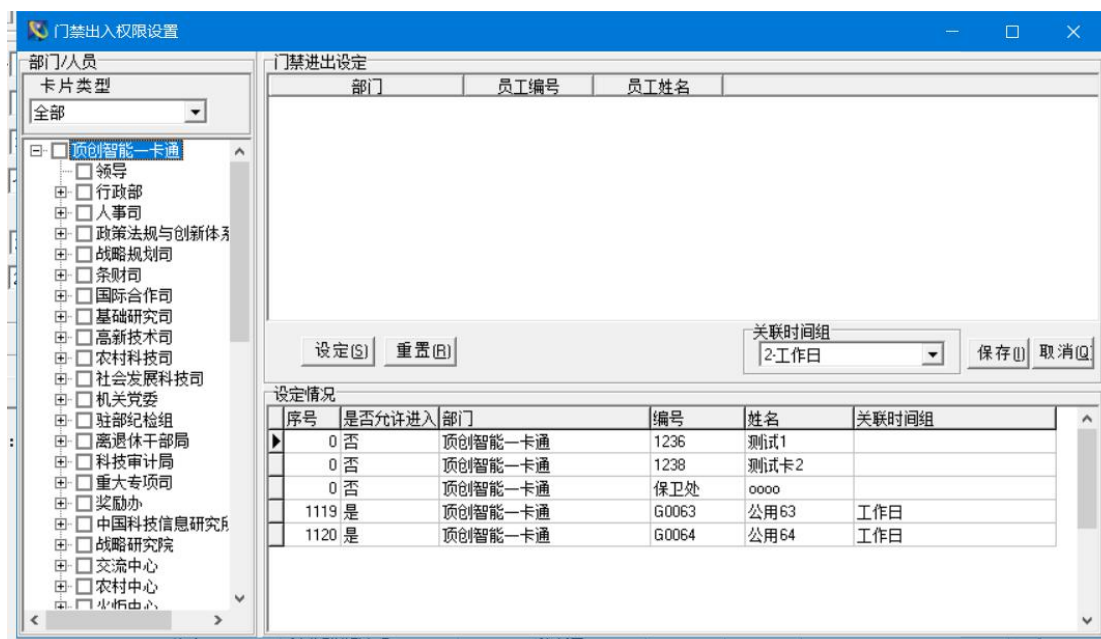 门禁出入权限设置
部门/人员
卡片类型
全部
顶创智能一卡通
领导
行政部
人事司
政策法规与创新体系
战略规划司
条财司
国际合作司
基础研究司
高新技术司
农村科技司
社会发展科技司
机关党委
驻部纪检组
离退休干部局
科技审计局
重大专项司
奖励办
中国科技信息研究所
战略研究院
交流中心
农村中心
火炬中心
门禁进出设定
部门 员工编号 员工姓名
设定[S] 重置[R]
关联时间组
2-工作日
保存[I] 取消[Q]
设定情况
序号 是否允许进入 部门 编号 姓名 关联时间组
0 否 顶创智能一卡通 1236 测试1
0 否 顶创智能一卡通 1238 测试卡2
0 否 顶创智能一卡通 保卫处 oooo
1119 是 顶创智能一卡通 G0063 公用63 工作日
1120 是 顶创智能一卡通 G0064 公用64 工作日